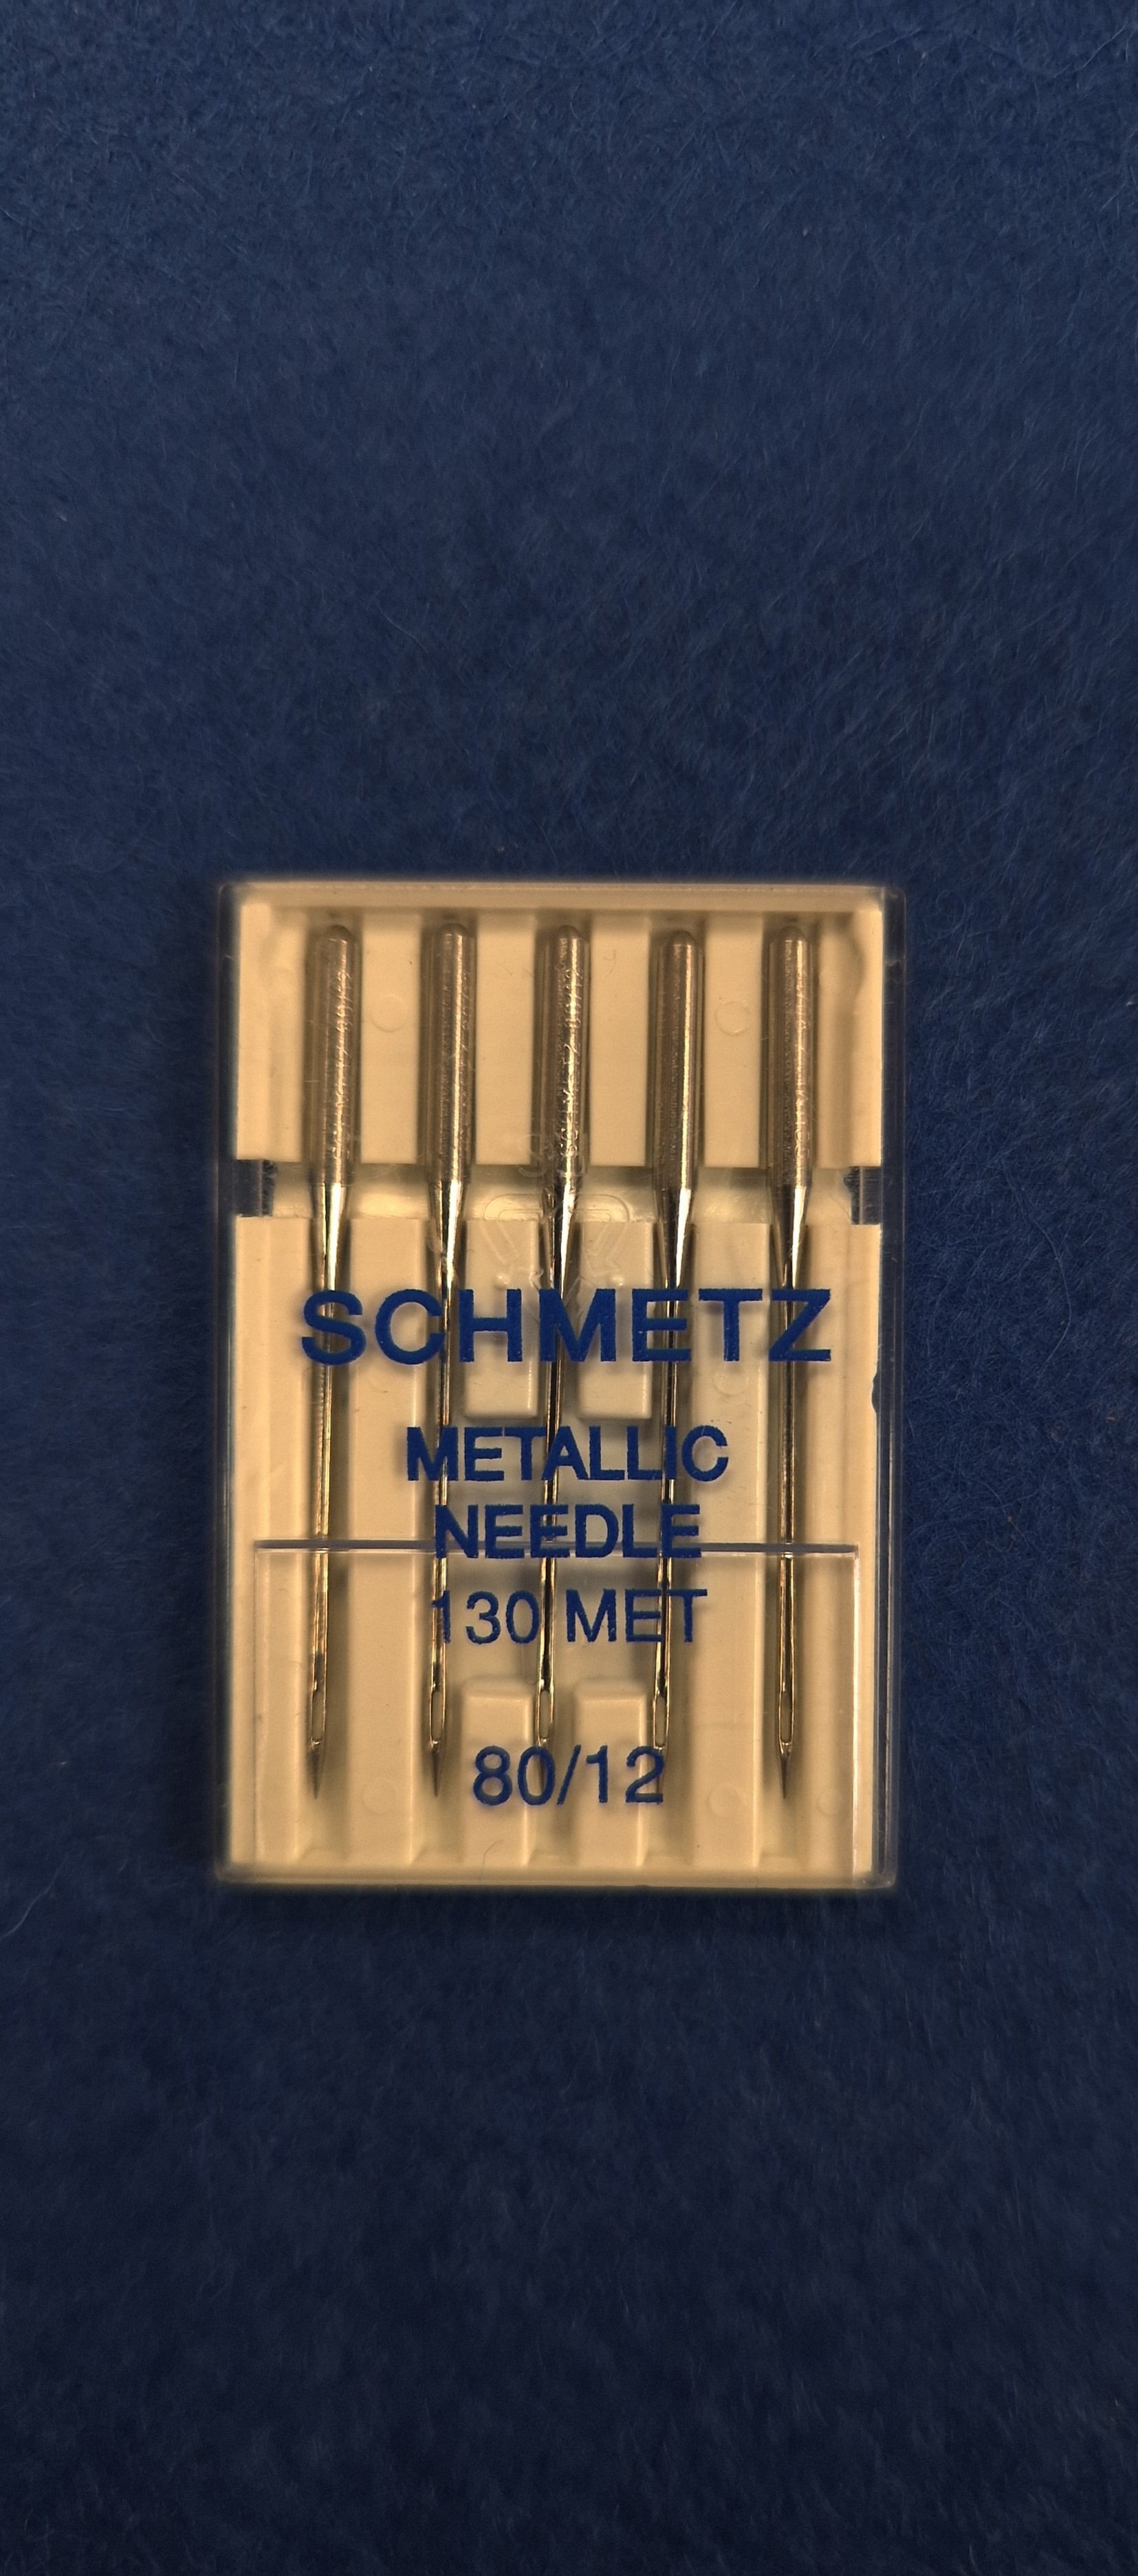 SCHMETZ
METALLIC
NEEDLE
130 MET
80/12